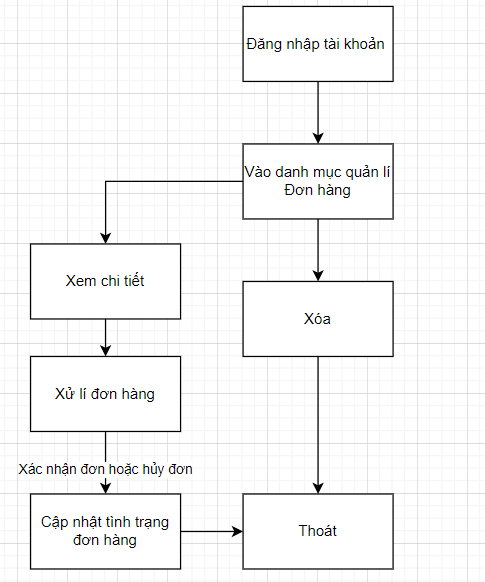 Đăng nhập tài khoản
Vào danh mục quản lí
Đơn hàng
Xem chi tiết
Xóa
Xử lí đơn hàng
Xác nhận đơn hoặc hủy đơn
Cập nhật tình trạng
đơn hàng
Thoát